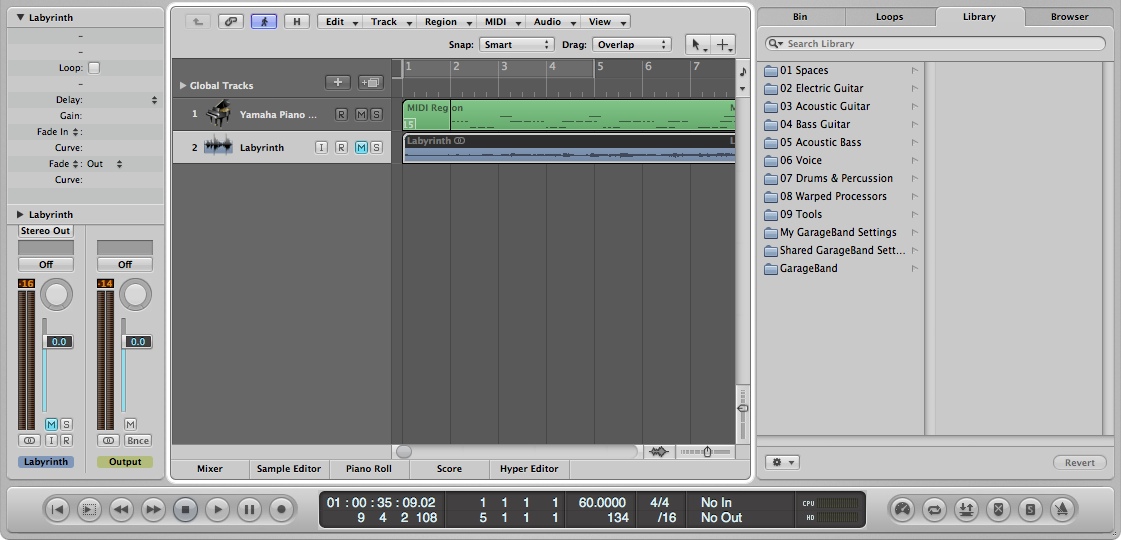 Labyrinth
–
–
Loop:
–
Delay:
Gain:
Fade In :
Curve:
Fade : Out
Curve:
Labyrinth
Stereo Out
Off
Off
-16
-14
0.0
0.0
M S
M
I R
Bnce
Labyrinth
Output
H
Edit
Track
Region
MIDI
Audio
View
Snap: Smart
Drag: Overlap
Global Tracks
1 2 3 4 5 6 7
1 Yamaha Piano ... R M S
MIDI Region
M
15
2 Labyrinth I R M S
Labyrinth
L
Mixer
Sample Editor
Piano Roll
Score
Hyper Editor
Bin
Loops
Library
Browser
Search Library
01 Spaces
02 Electric Guitar
03 Acoustic Guitar
04 Bass Guitar
05 Acoustic Bass
06 Voice
07 Drums & Percussion
08 Warped Processors
09 Tools
My GarageBand Settings
Shared GarageBand Sett...
GarageBand
Revert
01 : 00 : 35 : 09.02 1 1 1 1 60.0000 4/4 No In CPU
9 4 2 108 5 1 1 1 134 /16 No Out HD
S